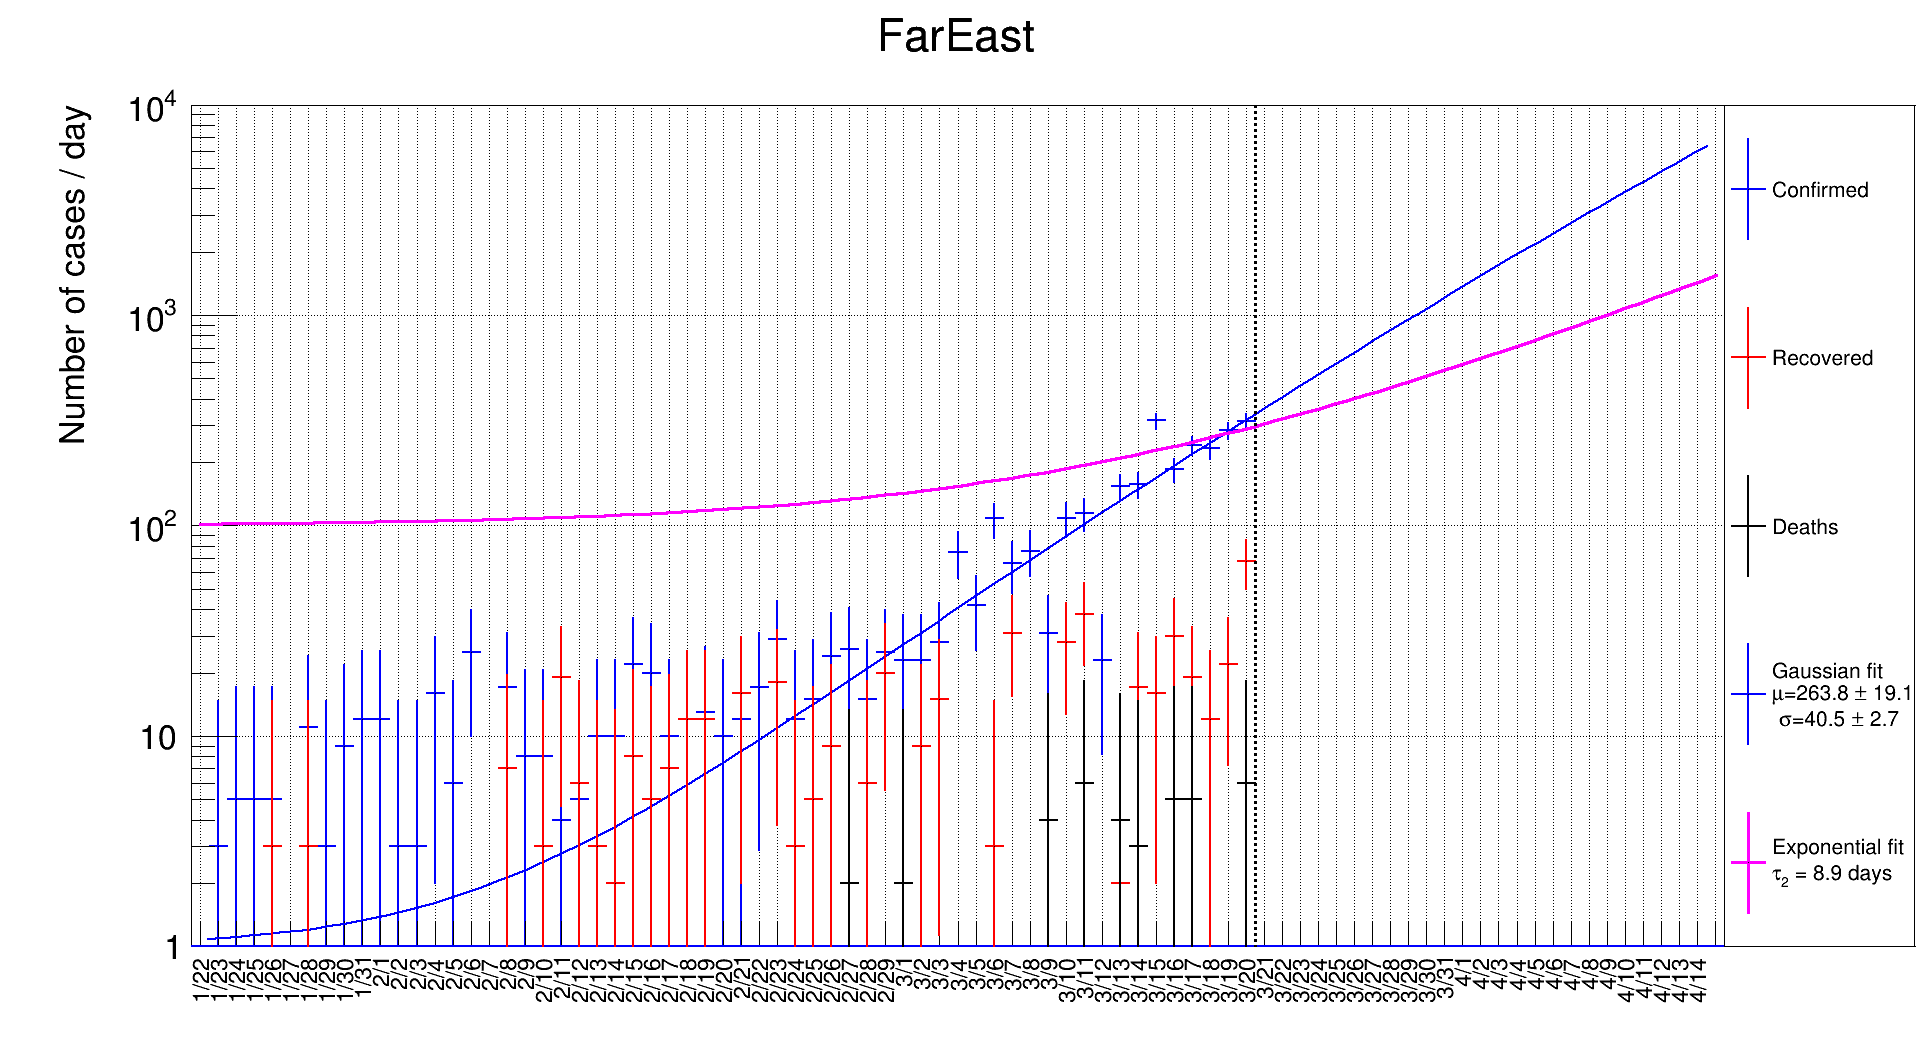 FarEast
Number of cases / day
10^4
10^3
10^2
10
1
1/22 1/23 1/24 1/25 1/26 1/27 1/28 1/29 1/30 1/31 2/1 2/2 2/3 2/4 2/5 2/6 2/7 2/8 2/9 2/10 2/11 2/12 2/13 2/14 2/15 2/16 2/17 2/18 2/19 2/20 2/21 2/22 2/23 2/24 2/25 2/26 2/27 2/28 2/29 3/1 3/2 3/3 3/4 3/5 3/6 3/7 3/8 3/9 3/10 3/11 3/12 3/13 3/14 3/15 3/16 3/17 3/18 3/19 3/20 3/21 3/22 3/23 3/24 3/25 3/26 3/27 3/28 3/29 3/30 3/31 4/1 4/2 4/3 4/4 4/5 4/6 4/7 4/8 4/9 4/10 4/11 4/12 4/13 4/14
Confirmed
Recovered
Deaths
Gaussian fit
μ=263.8 ± 19.1
σ=40.5 ± 2.7
Exponential fit
τ₂ = 8.9 days